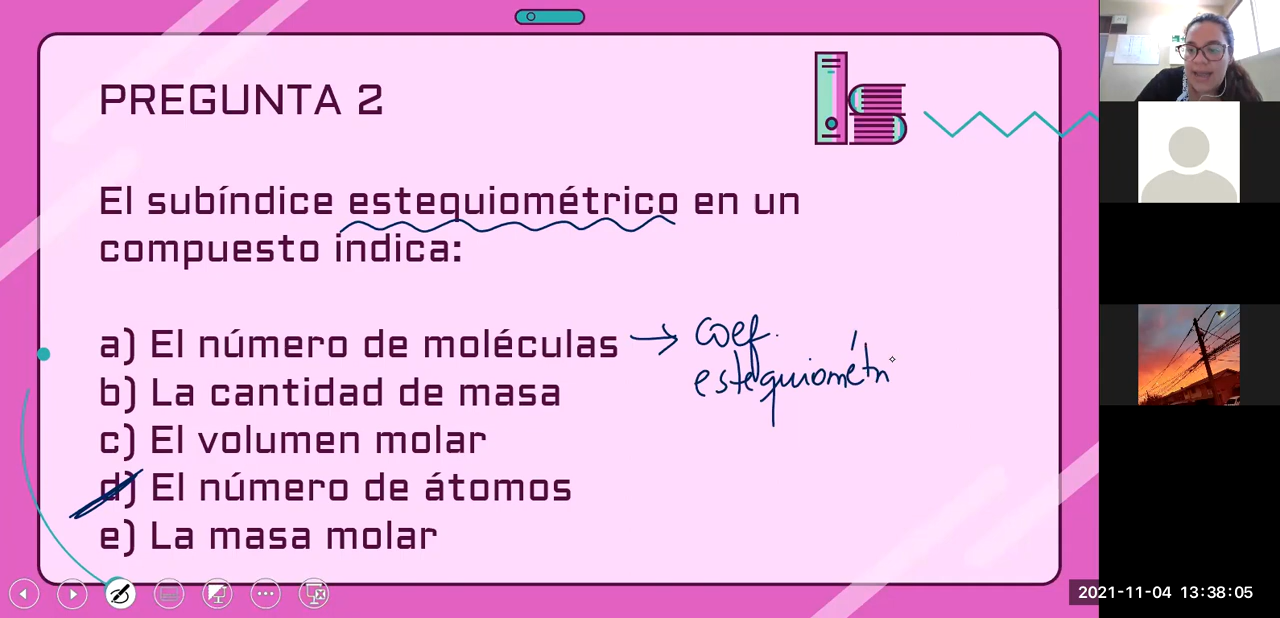 PREGUNTA 2
El subíndice estequiométrico en un
compuesto indica:
a) El número de moléculas → coef.
estequiométri
b) La cantidad de masa
c) El volumen molar
d) El número de átomos
e) La masa molar
2021-11-04 13:38:05